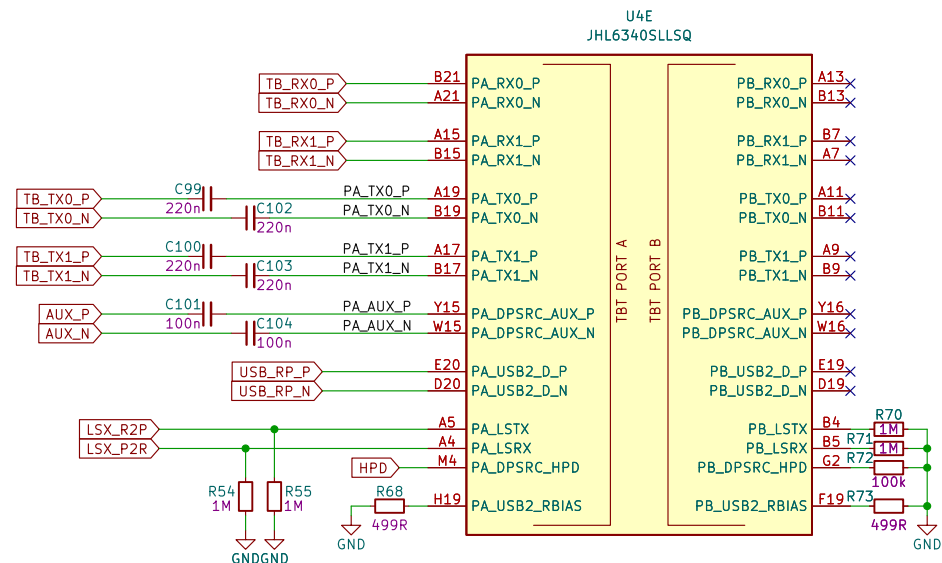 U4E
JHL6340SLLSQ
TB_RX0_P B21 PA_RX0_P PB_RX0_P A13
TB_RX0_N A21 PA_RX0_N PB_RX0_N B13
TB_RX1_P A15 PA_RX1_P PB_RX1_P B7
TB_RX1_N B15 PA_RX1_N PB_RX1_N A7
TB_TX0_P C99 220n PA_TX0_P A19 PA_TX0_P PB_TX0_P A11
TB_TX0_N C102 220n PA_TX0_N B19 PA_TX0_N PB_TX0_N B11
TB_TX1_P C100 220n PA_TX1_P A17 PA_TX1_P PB_TX1_P A9
TB_TX1_N C103 220n PA_TX1_N B17 PA_TX1_N PB_TX1_N B9
TBT PORT A
TBT PORT B
AUX_P C101 100n PA_AUX_P Y15 PA_DPSRC_AUX_P PB_DPSRC_AUX_P Y16
AUX_N C104 100n PA_AUX_N W15 PA_DPSRC_AUX_N PB_DPSRC_AUX_N W16
USB_RP_P E20 PA_USB2_D_P PB_USB2_D_P E19
USB_RP_N D20 PA_USB2_D_N PB_USB2_D_N D19
LSX_R2P A5 PA_LSTX PB_LSTX B4 R70 1M
LSX_P2R A4 PA_LSRX PB_LSRX B5 R71 1M
HPD M4 PA_DPSRC_HPD PB_DPSRC_HPD G2 R72 100k
R54 1M R55 1M
R68 499R H19 PA_USB2_RBIAS PB_USB2_RBIAS F19 R73 499R
GND GND
GND GND